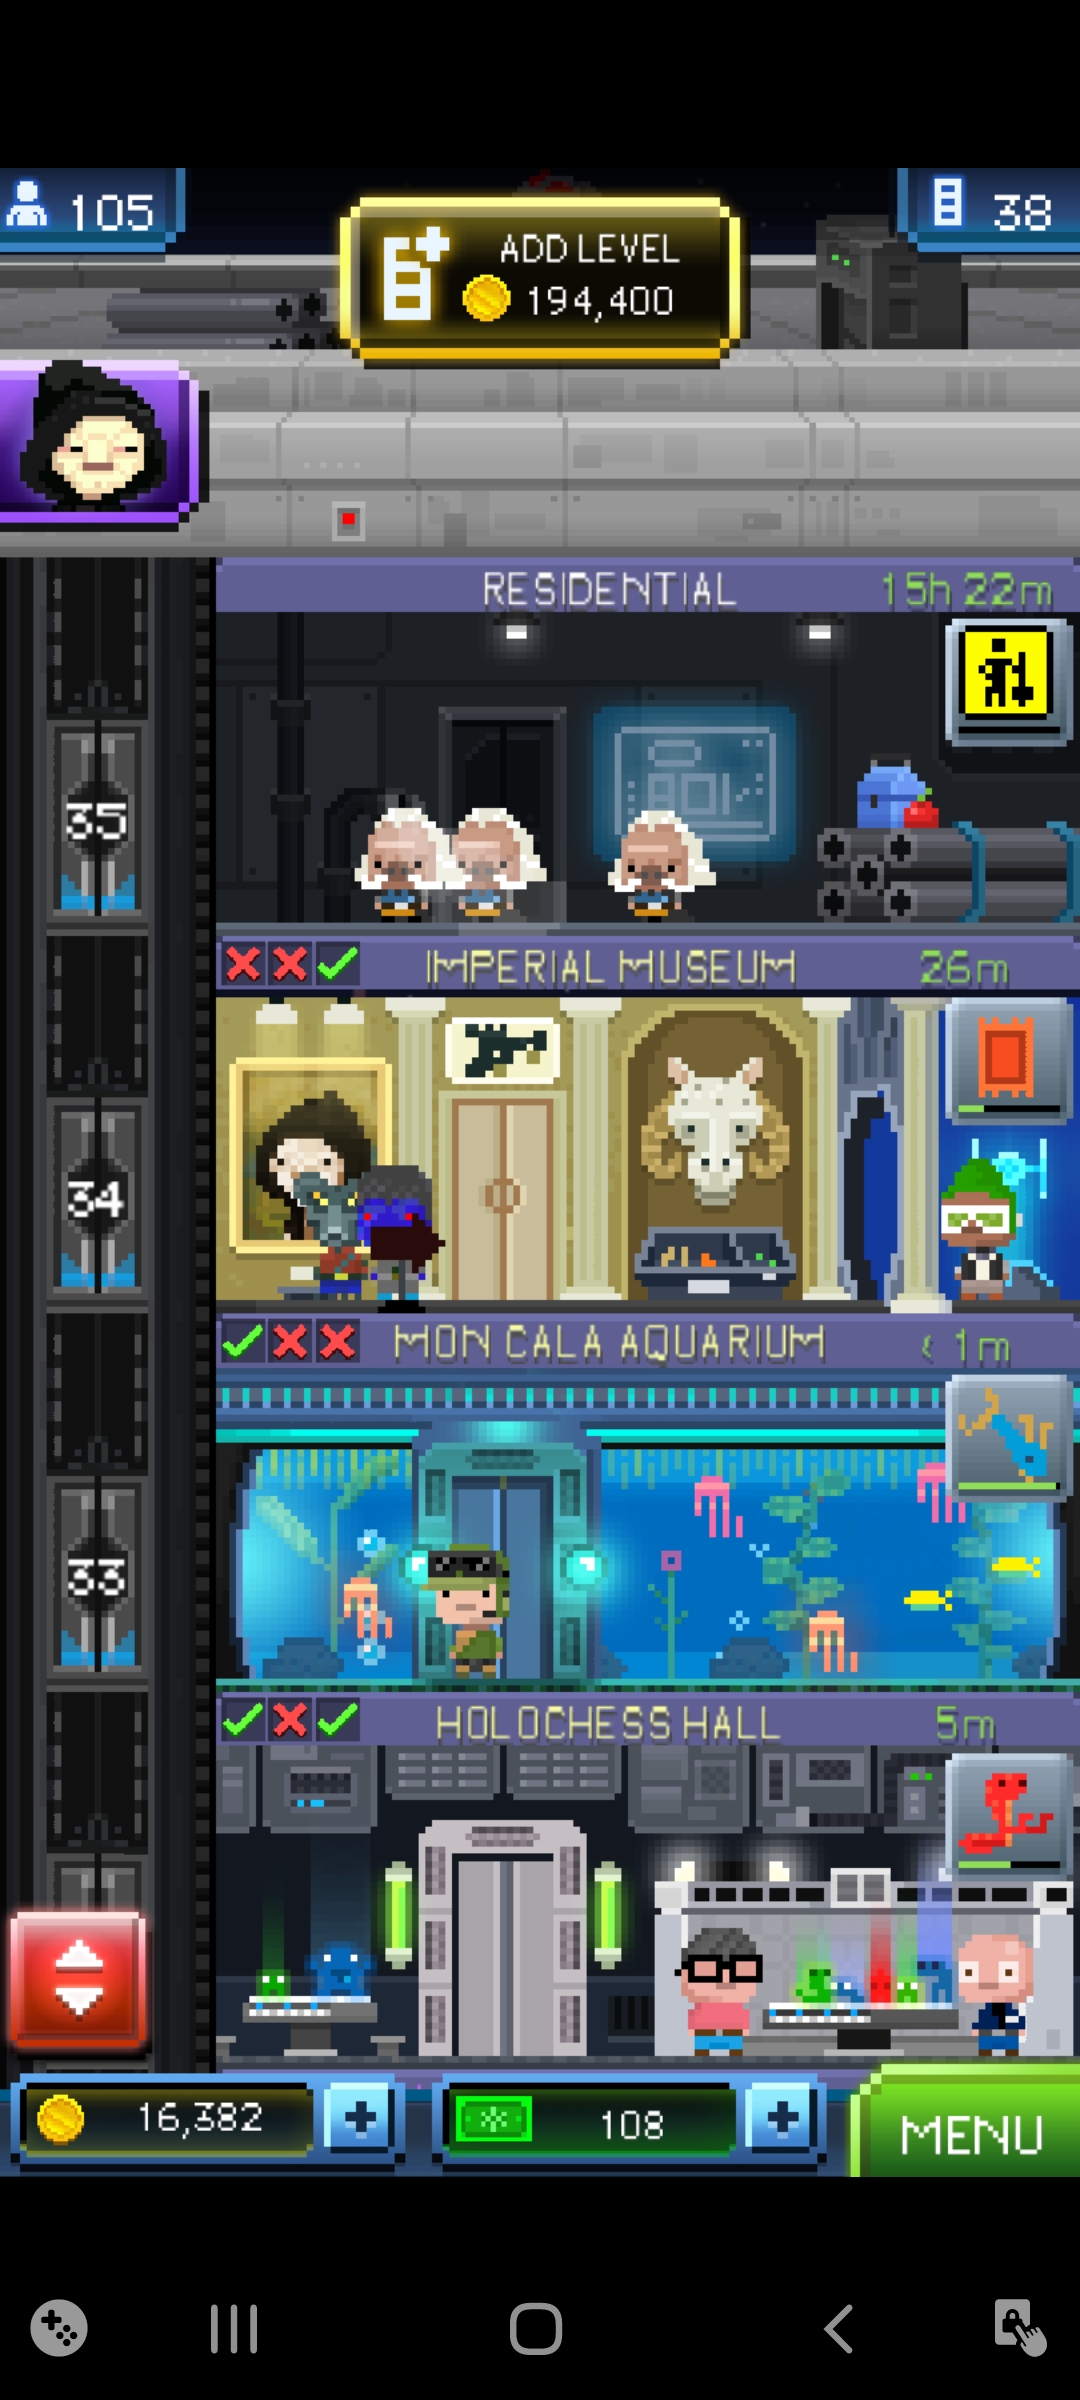 105
ADD LEVEL
194,400
38
RESIDENTIAL 15h 22m
35
IMPERIAL MUSEUM 26m
34
MON CALA AQUARIUM < 1m
33
HOLOCHESS HALL 5m
16,382
108
MENU